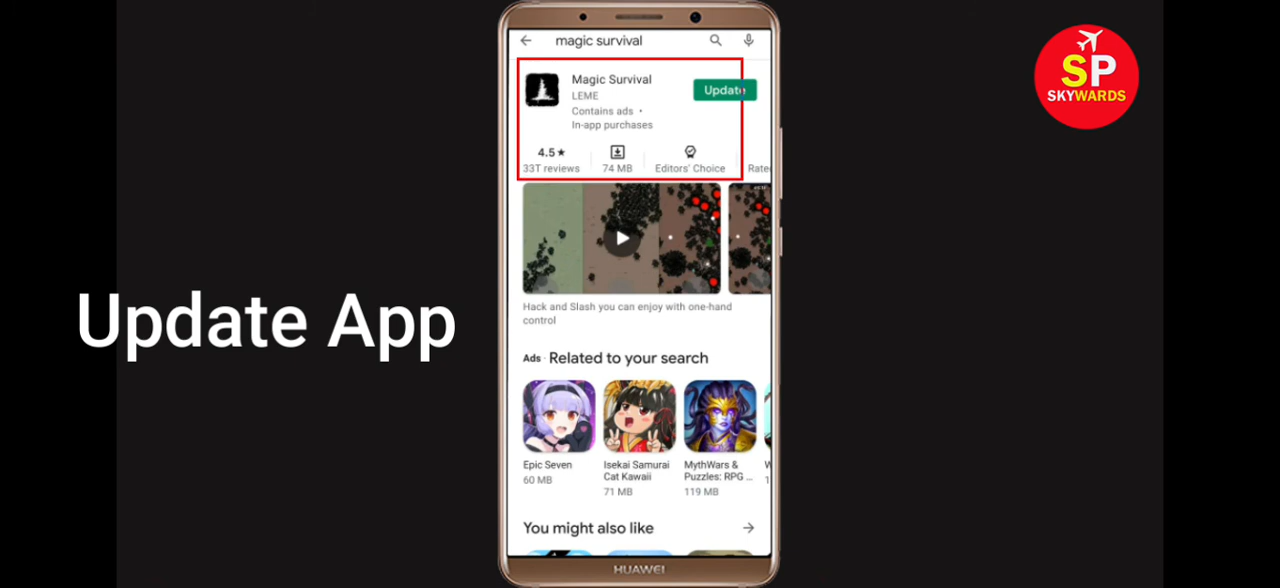 magic survival
Magic Survival
LEME
Contains ads •
In-app purchases
Update
4.5★
33T reviews
74 MB
Editors' Choice
Update App
Hack and Slash you can enjoy with one-hand
control
Ads · Related to your search
Epic Seven
60 MB
Isekai Samurai
Cat Kawaii
71 MB
MythWars &
Puzzles: RPG ...
119 MB
You might also like
HUAWEI
SP
SKYWARDS